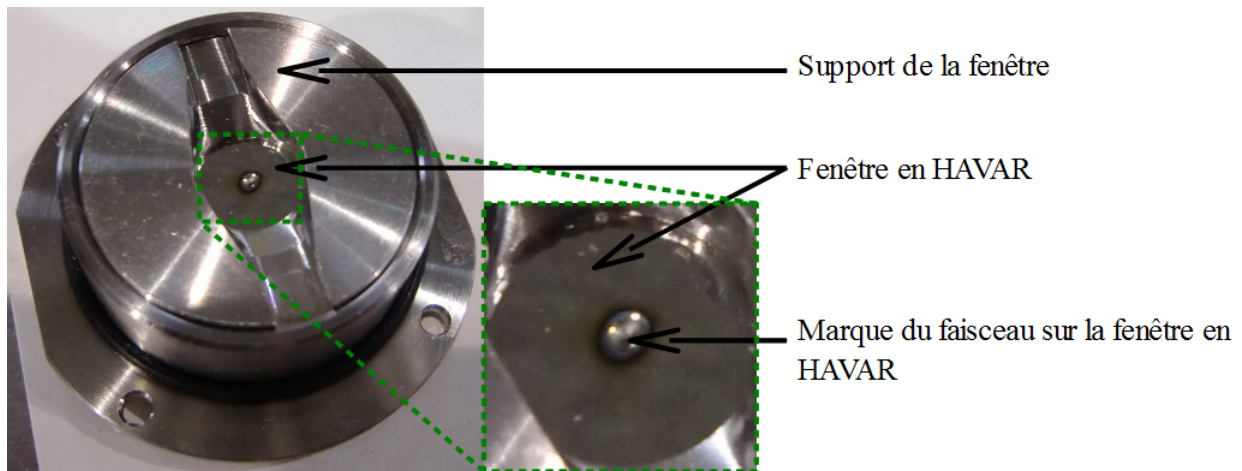 Support de la fenêtre
Fenêtre en HAVAR
Marque du faisceau sur la fenêtre en
HAVAR